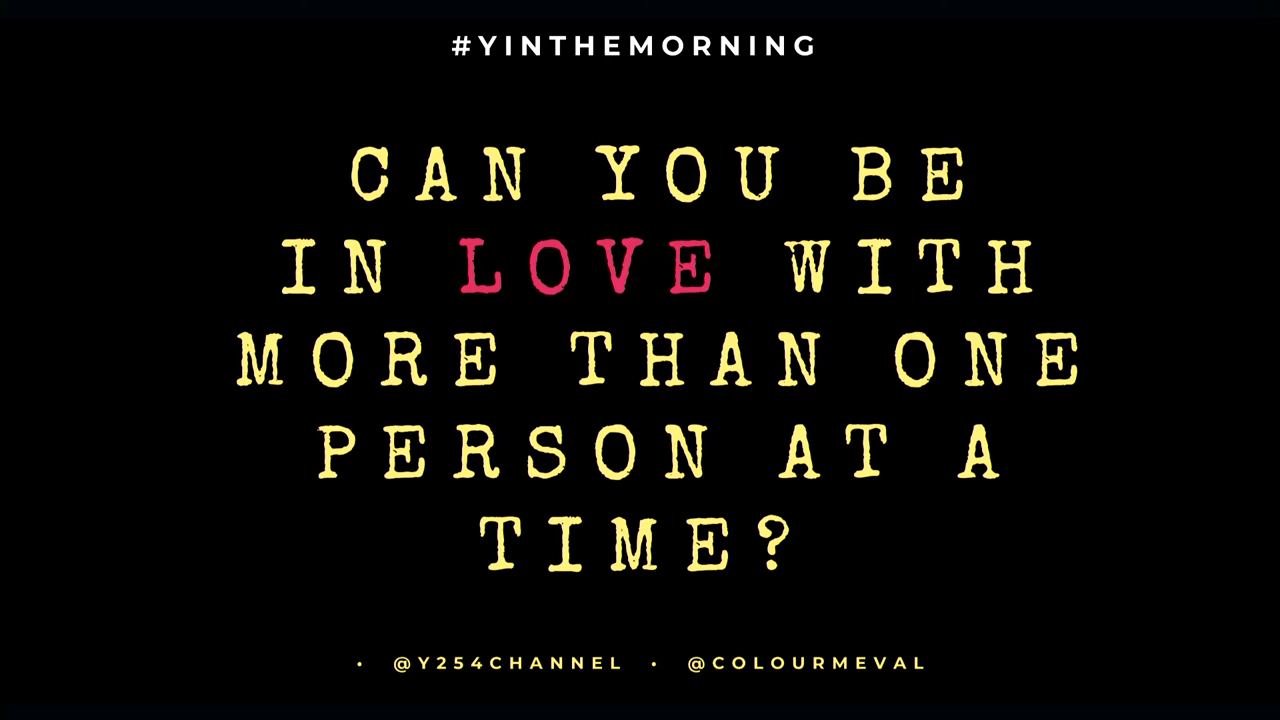 #YINTHEMORNING
CAN YOU BE
IN LOVE WITH
MORE THAN ONE
PERSON AT A
TIME?
• @Y254CHANNEL • @COLOURMEVAL